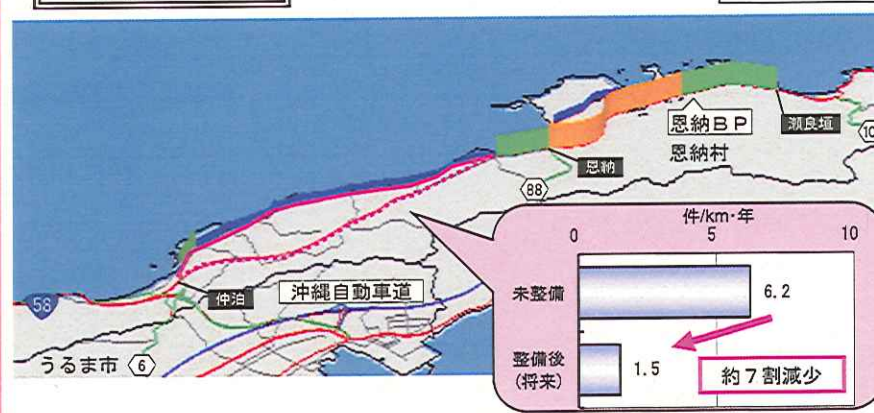 恩納BP
瀬良垣
10
恩納村
恩納
88
件/km・年
0
5
10
未整備
6.2
整備後
(将来)
1.5
約7割減少
58
仲泊
沖縄自動車道
うるま市
6